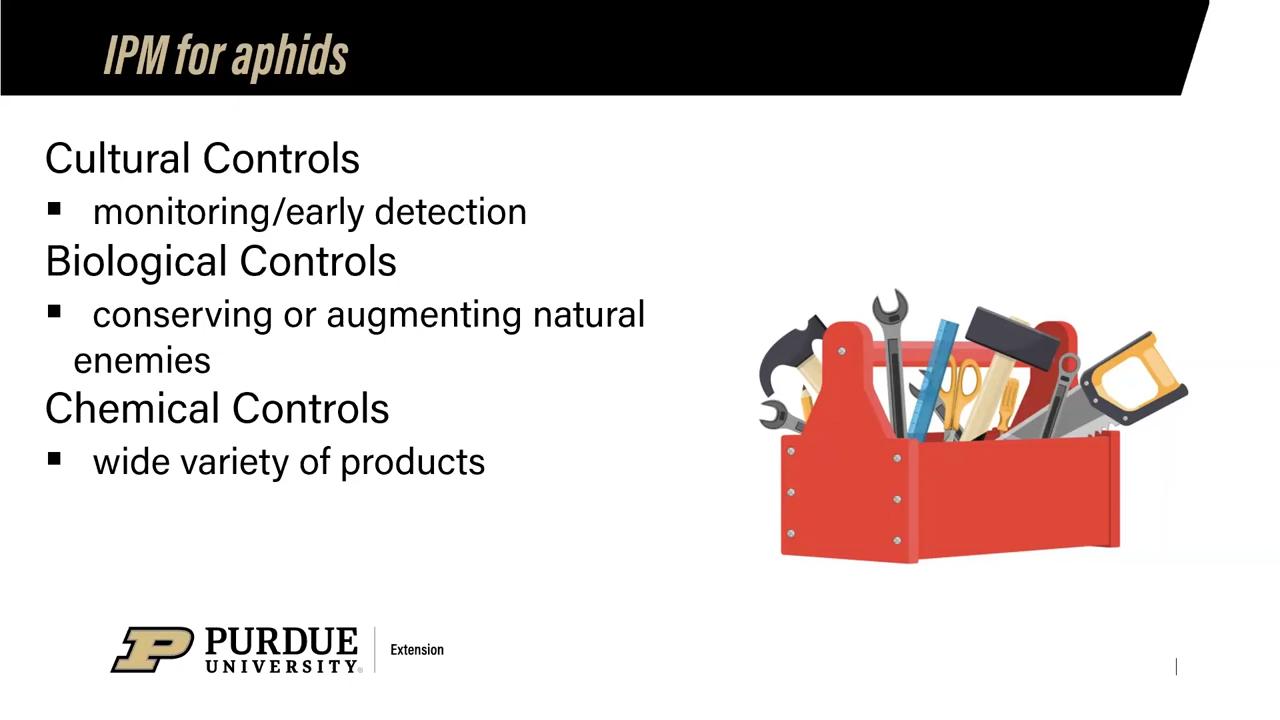 IPM for aphids
Cultural Controls
▪ monitoring/early detection
Biological Controls
▪ conserving or augmenting natural
enemies
Chemical Controls
▪ wide variety of products
PURDUE
UNIVERSITY®
Extension